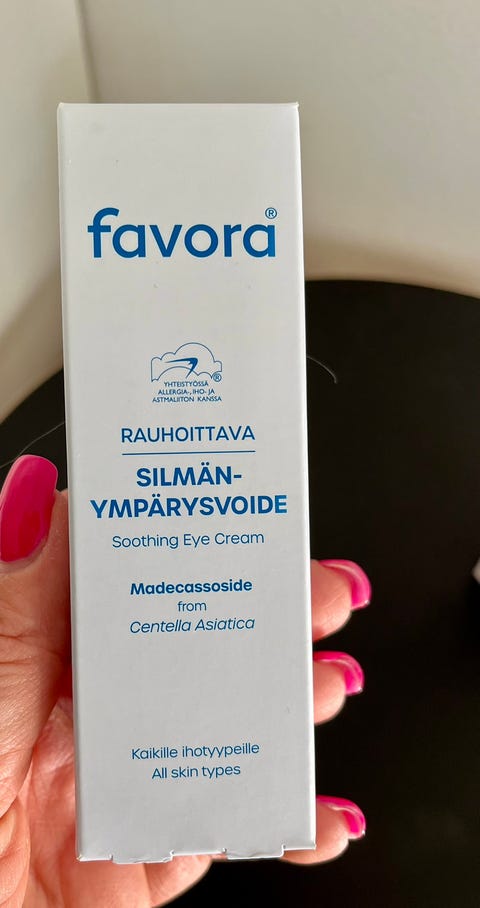 favora®
YHTEISTYÖSSÄ
ALLERGIA-, IHO- JA
ASTMALIITON KANSSA
®
RAUHOITTAVA
SILMÄN-
YMPÄRYSVOIDE
Soothing Eye Cream
Madecassoside
from
Centella Asiatica
Kaikille ihotyypeille
All skin types